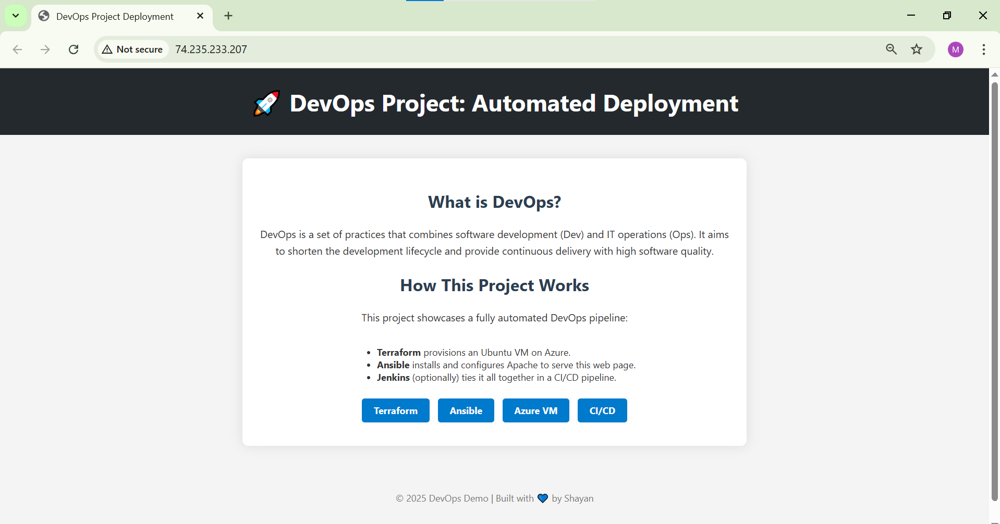 DevOps Project Deployment
Not secure 74.235.233.207
M
🚀 DevOps Project: Automated Deployment
What is DevOps?
DevOps is a set of practices that combines software development (Dev) and IT operations (Ops). It aims
to shorten the development lifecycle and provide continuous delivery with high software quality.
How This Project Works
This project showcases a fully automated DevOps pipeline:
• Terraform provisions an Ubuntu VM on Azure.
• Ansible installs and configures Apache to serve this web page.
• Jenkins (optionally) ties it all together in a CI/CD pipeline.
Terraform Ansible Azure VM CI/CD
© 2025 DevOps Demo | Built with 💙 by Shayan